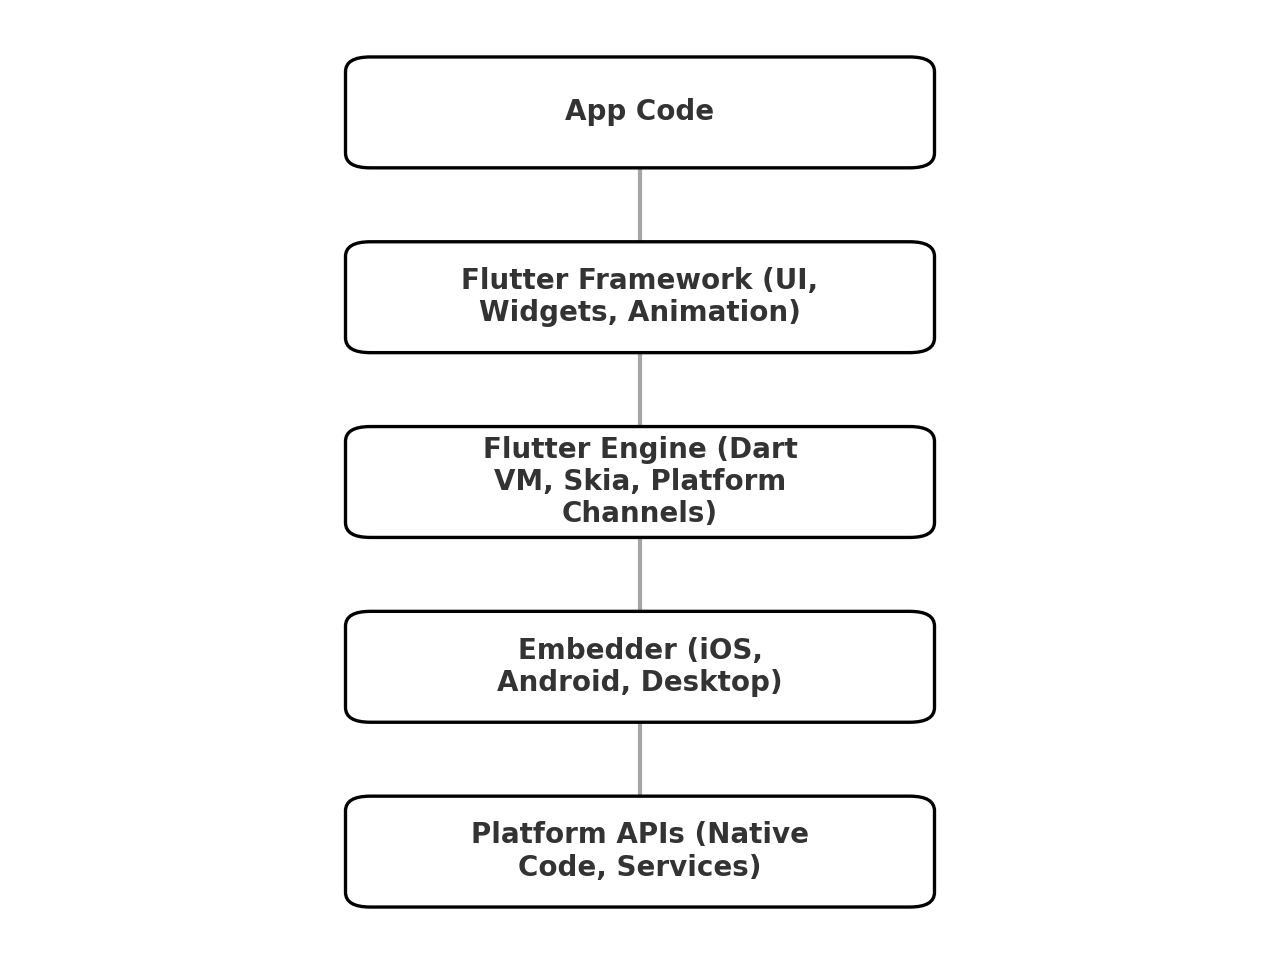 App Code
Flutter Framework (UI,
Widgets, Animation)
Flutter Engine (Dart
VM, Skia, Platform
Channels)
Embedder (iOS,
Android, Desktop)
Platform APIs (Native
Code, Services)